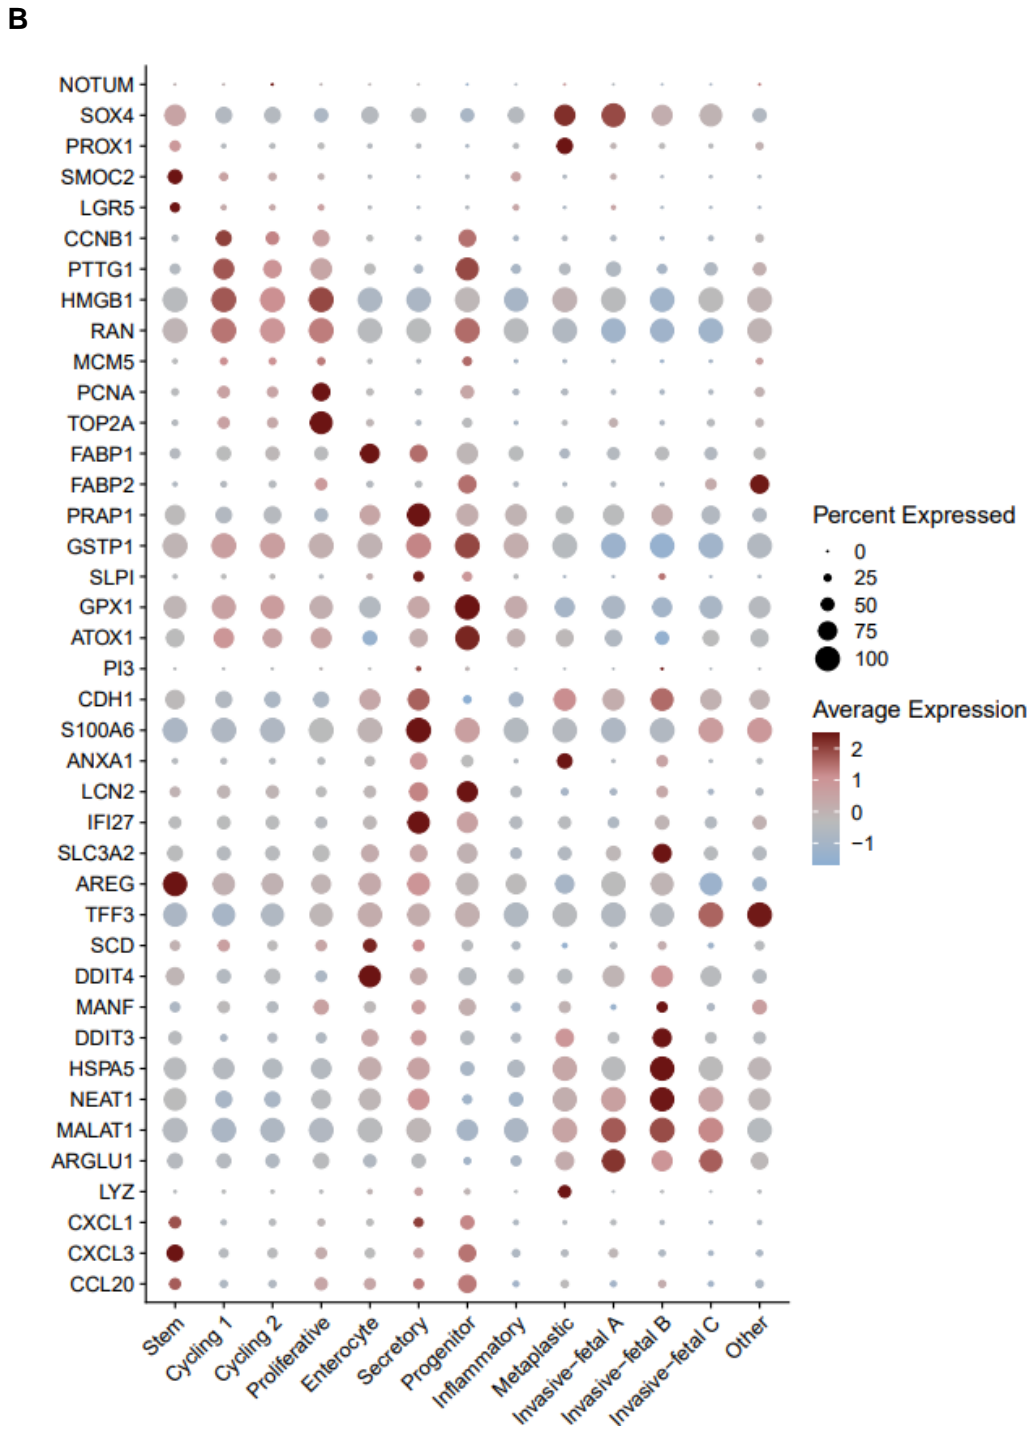 B
NOTUM
SOX4
PROX1
SMOC2
LGR5
CCNB1
PTTG1
HMGB1
RAN
MCM5
PCNA
TOP2A
FABP1
FABP2
PRAP1
GSTP1
SLPI
GPX1
ATOX1
PI3
CDH1
S100A6
ANXA1
LCN2
IFI27
SLC3A2
AREG
TFF3
SCD
DDIT4
MANF
DDIT3
HSPA5
NEAT1
MALAT1
ARGLU1
LYZ
CXCL1
CXCL3
CCL20
Stem
Cycling 1
Cycling 2
Proliferative
Enterocyte
Secretory
Progenitor
Inflammatory
Metaplastic
Invasive−fetal A
Invasive−fetal B
Invasive−fetal C
Other
Percent Expressed
0
25
50
75
100
Average Expression
2
1
0
−1